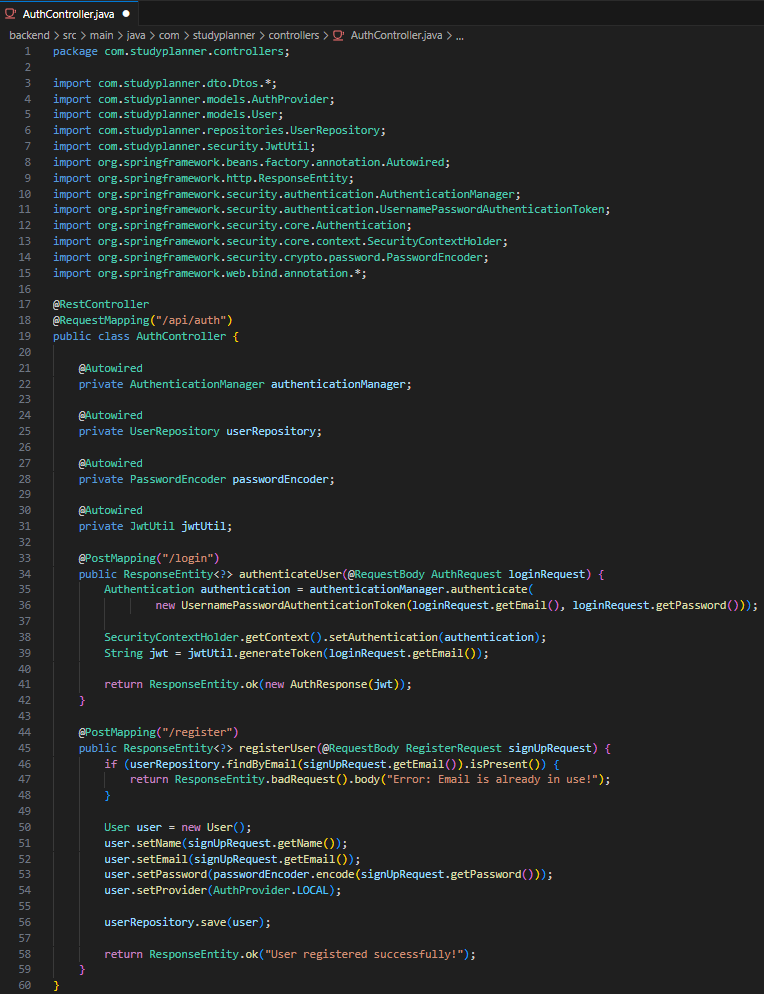 AuthController.java ●
backend > src > main > java > com > studyplanner > controllers > AuthController.java > ...
1 package com.studyplanner.controllers;
2
3 import com.studyplanner.dto.Dtos.*;
4 import com.studyplanner.models.AuthProvider;
5 import com.studyplanner.models.User;
6 import com.studyplanner.repositories.UserRepository;
7 import com.studyplanner.security.JwtUtil;
8 import org.springframework.beans.factory.annotation.Autowired;
9 import org.springframework.http.ResponseEntity;
10 import org.springframework.security.authentication.AuthenticationManager;
11 import org.springframework.security.authentication.UsernamePasswordAuthenticationToken;
12 import org.springframework.security.core.Authentication;
13 import org.springframework.security.core.context.SecurityContextHolder;
14 import org.springframework.security.crypto.password.PasswordEncoder;
15 import org.springframework.web.bind.annotation.*;
16
17 @RestController
18 @RequestMapping("/api/auth")
19 public class AuthController {
20
21     @Autowired
22     private AuthenticationManager authenticationManager;
23
24     @Autowired
25     private UserRepository userRepository;
26
27     @Autowired
28     private PasswordEncoder passwordEncoder;
29
30     @Autowired
31     private JwtUtil jwtUtil;
32
33     @PostMapping("/login")
34     public ResponseEntity<?> authenticateUser(@RequestBody AuthRequest loginRequest) {
35         Authentication authentication = authenticationManager.authenticate(
36                 new UsernamePasswordAuthenticationToken(loginRequest.getEmail(), loginRequest.getPassword()));
37
38         SecurityContextHolder.getContext().setAuthentication(authentication);
39         String jwt = jwtUtil.generateToken(loginRequest.getEmail());
40
41         return ResponseEntity.ok(new AuthResponse(jwt));
42     }
43
44     @PostMapping("/register")
45     public ResponseEntity<?> registerUser(@RequestBody RegisterRequest signUpRequest) {
46         if (userRepository.findByEmail(signUpRequest.getEmail()).isPresent()) {
47             return ResponseEntity.badRequest().body("Error: Email is already in use!");
48         }
49
50         User user = new User();
51         user.setName(signUpRequest.getName());
52         user.setEmail(signUpRequest.getEmail());
53         user.setPassword(passwordEncoder.encode(signUpRequest.getPassword()));
54         user.setProvider(AuthProvider.LOCAL);
55
56         userRepository.save(user);
57
58         return ResponseEntity.ok("User registered successfully!");
59     }
60 }